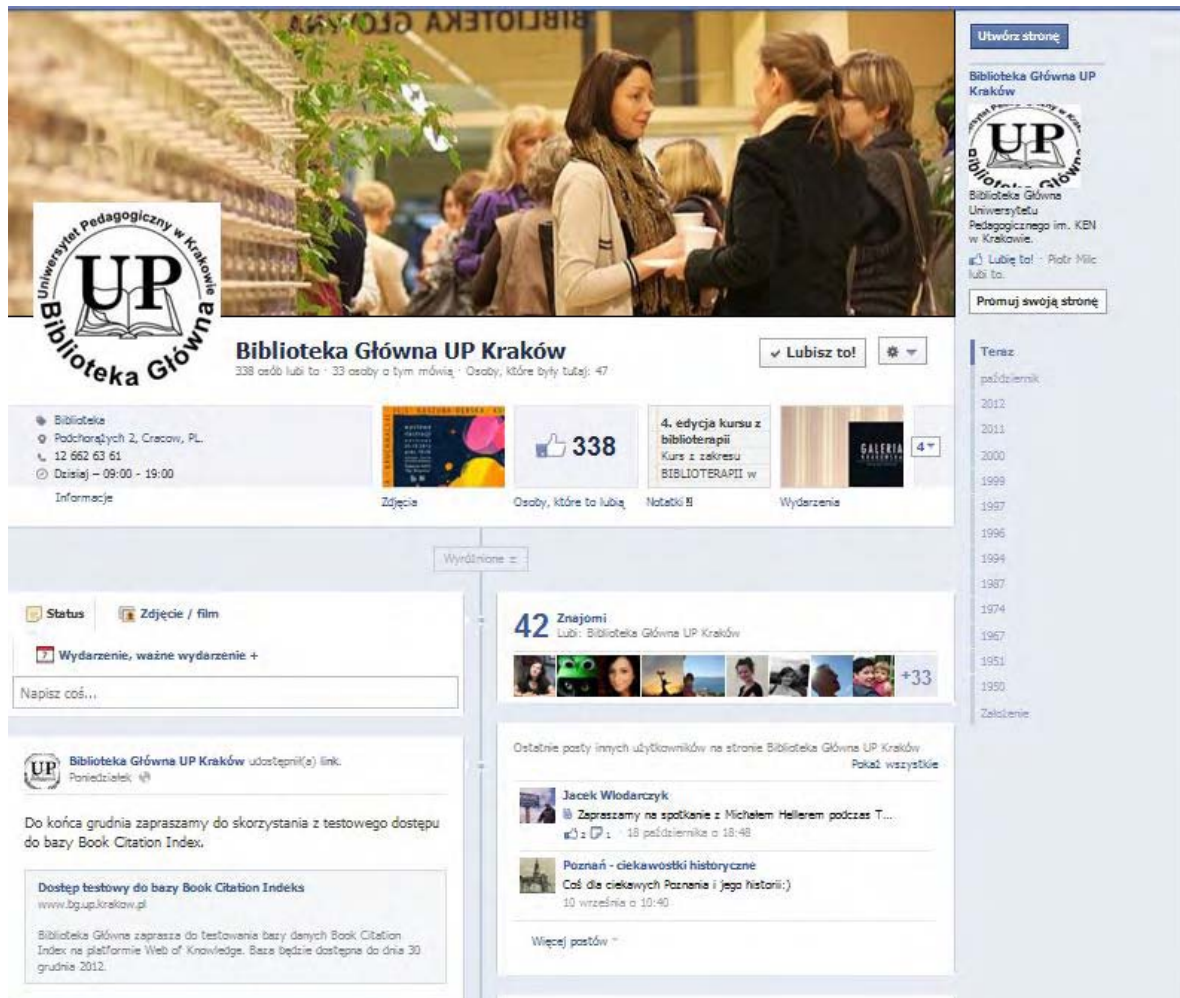 BIBLIOTEKA GŁÓWNA
Uniwersytet Pedagogiczny w Krakowie
UP
Biblioteka Główna
Biblioteka Główna UP Kraków
338 osób lubi to · 33 osoby o tym mówią · Osoby, które były tutaj: 47
✓ Lubisz to!
Biblioteka
Podchorążych 2, Cracow, PL.
12 662 63 61
Dzisiaj – 09:00 - 19:00
Informacje
Zdjęcia
338
Osoby, które to lubią
4. edycja kursu z
biblioterapii
Kurs z zakresu
BIBLIOTERAPII w
Notatki
GALERIA
Wydarzenia
4
Wyróżnione
Status
Zdjęcie / film
Wydarzenie, ważne wydarzenie +
Napisz coś...
UP
Biblioteka Główna UP Kraków udostępnił(a) link.
Poniedziałek
Do końca grudnia zapraszamy do skorzystania z testowego dostępu
do bazy Book Citation Index.
Dostęp testowy do bazy Book Citation Indeks
www.bg.up.krakow.pl
Biblioteka Główna zaprasza do testowania bazy danych Book Citation
Index na platformie Web of Knowledge. Baza będzie dostępna do dnia 30
grudnia 2012.
42
Znajomi
Lubi: Biblioteka Główna UP Kraków
+33
Ostatnie posty innych użytkowników na stronie Biblioteka Główna UP Kraków
Pokaż wszystkie
Jacek Włodarczyk
Zapraszamy na spotkanie z Michałem Hellerem podczas T...
2 1 · 18 października o 18:48
Poznań - ciekawostki historyczne
Coś dla ciekawych Poznania i jego historii:)
10 września o 10:40
Więcej postów
Utwórz stronę
Biblioteka Główna UP
Kraków
UP
Biblioteka Główna
Biblioteka Główna
Uniwersytetu
Pedagogicznego im. KEN
w Krakowie.
Lubię to! · Piotr Milc
lubi to.
Promuj swoją stronę
Teraz
październik
2012
2011
2000
1999
1997
1996
1994
1987
1974
1967
1951
1950
Założenie